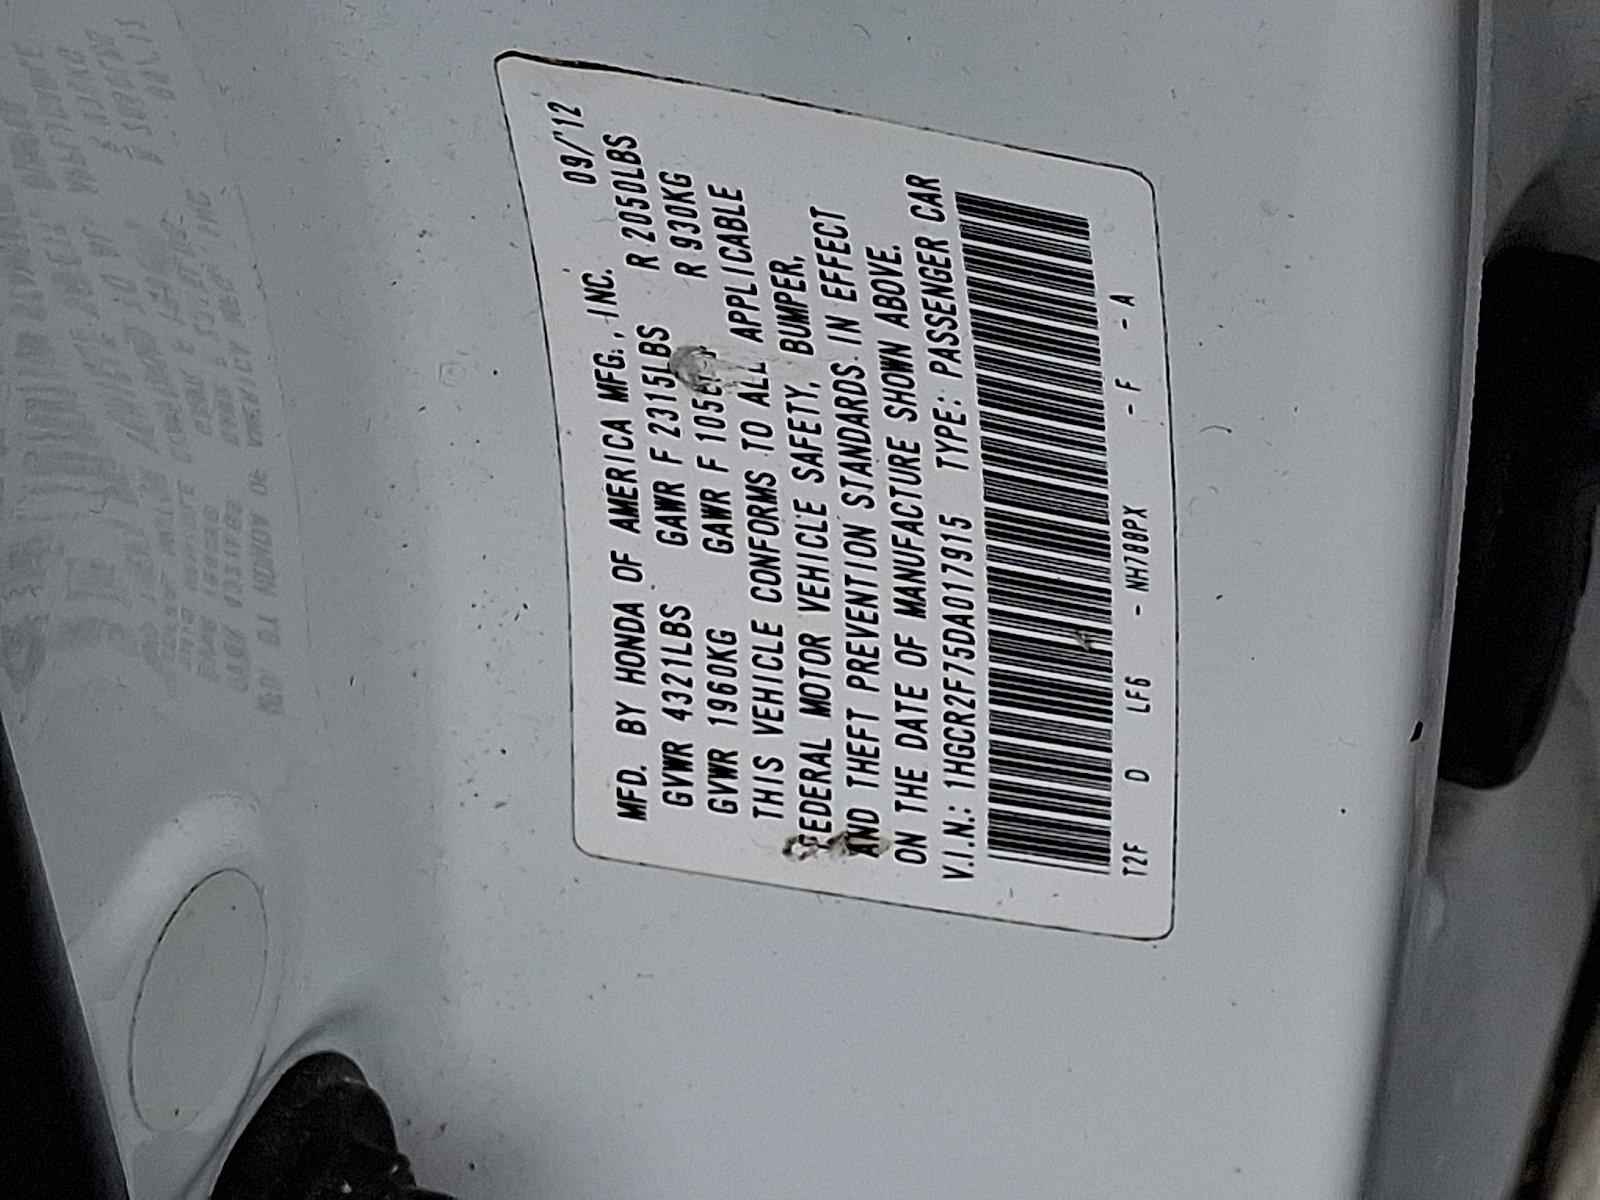 MFD. BY HONDA OF AMERICA MFG., INC. 09/'12
GVWR 4321LBS GAWR F 2315LBS R 2050LBS
GVWR 1960KG GAWR F R 930KG
THIS VEHICLE CONFORMS TO ALL APPLICABLE
FEDERAL MOTOR VEHICLE SAFETY, BUMPER,
AND THEFT PREVENTION STANDARDS IN EFFECT
ON THE DATE OF MANUFACTURE SHOWN ABOVE.
V.I.N.: 1HGCR2F75DA017915 TYPE: PASSENGER CAR
T2F D LF6 - NH788PX - F - A